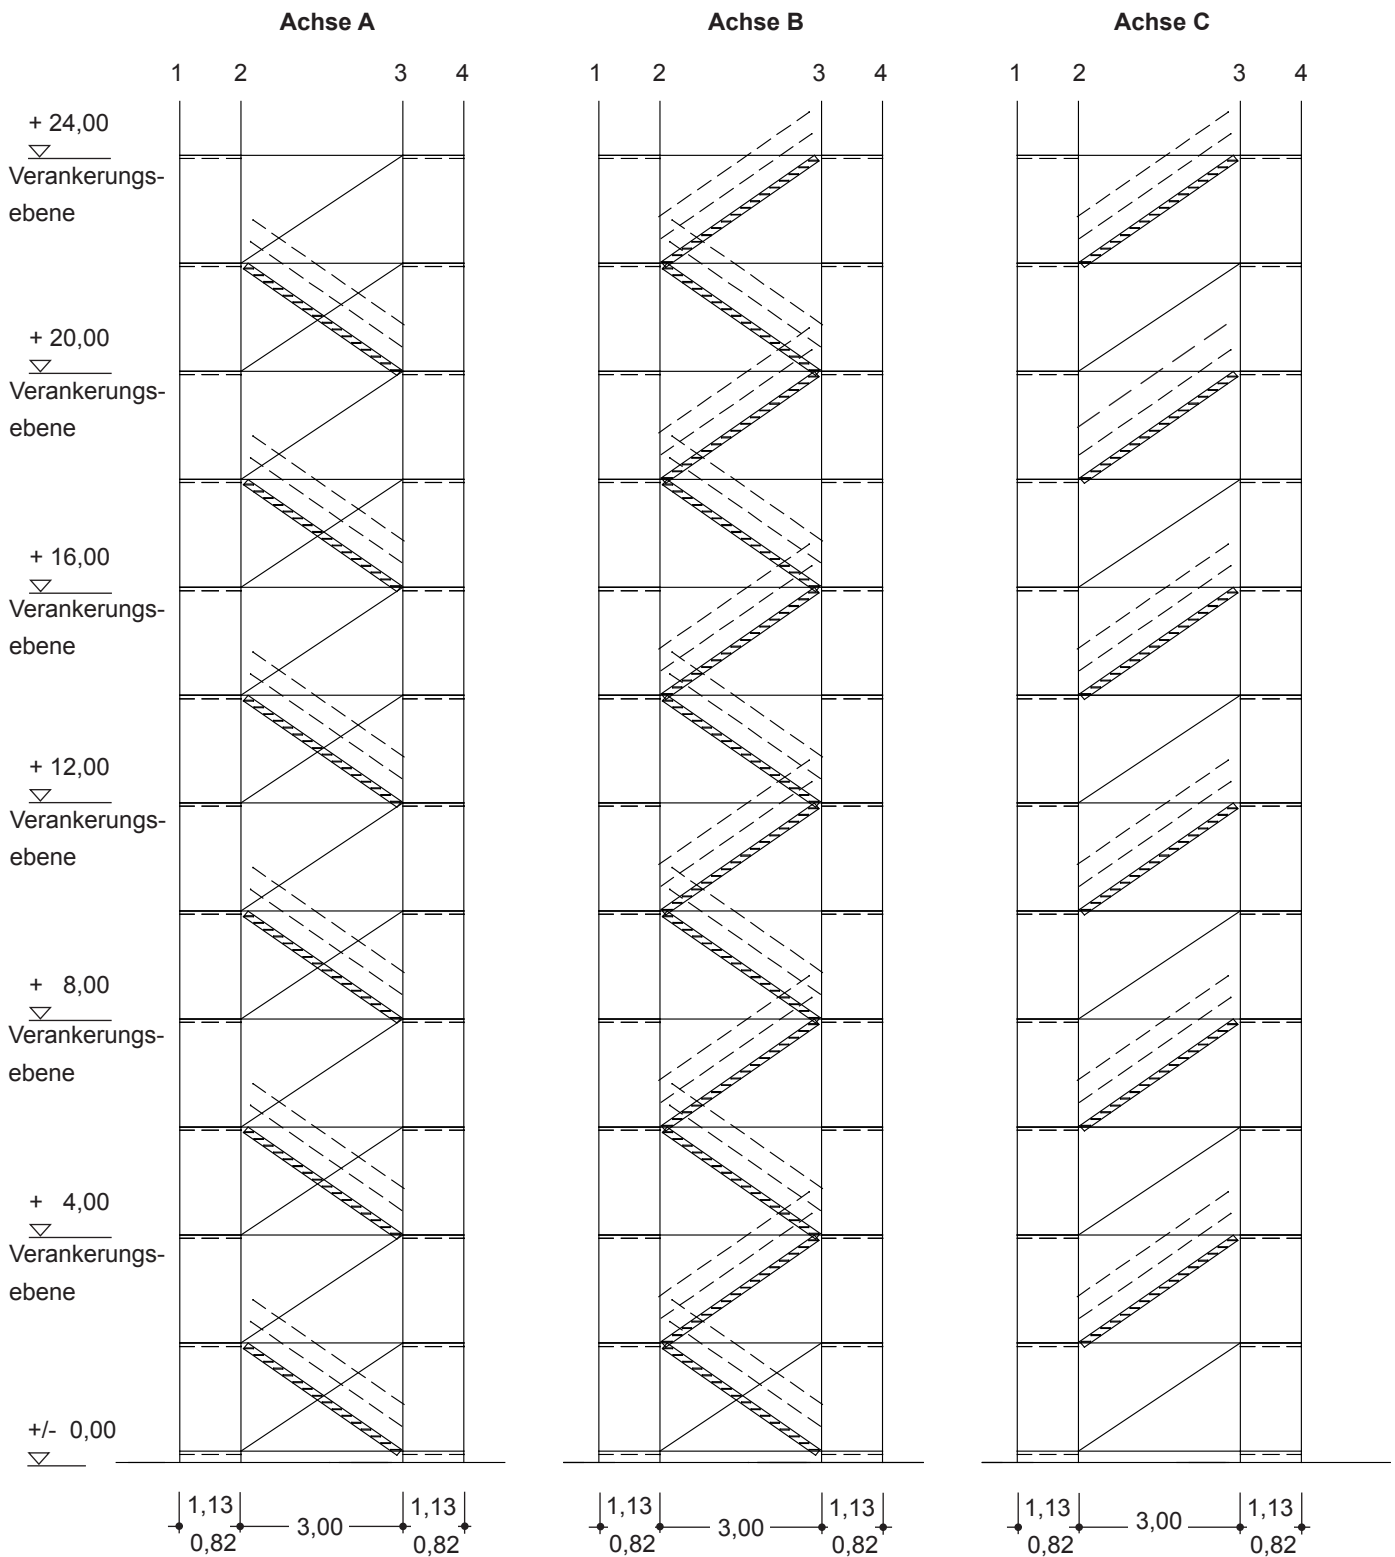 Achse A
Achse B
Achse C
1 2 3 4
1 2 3 4
1 2 3 4
+ 24,00
Verankerungs-
ebene
+ 20,00
Verankerungs-
ebene
+ 16,00
Verankerungs-
ebene
+ 12,00
Verankerungs-
ebene
+ 8,00
Verankerungs-
ebene
+ 4,00
Verankerungs-
ebene
+/- 0,00
1,13 3,00 1,13
0,82 0,82
1,13 3,00 1,13
0,82 0,82
1,13 3,00 1,13
0,82 0,82